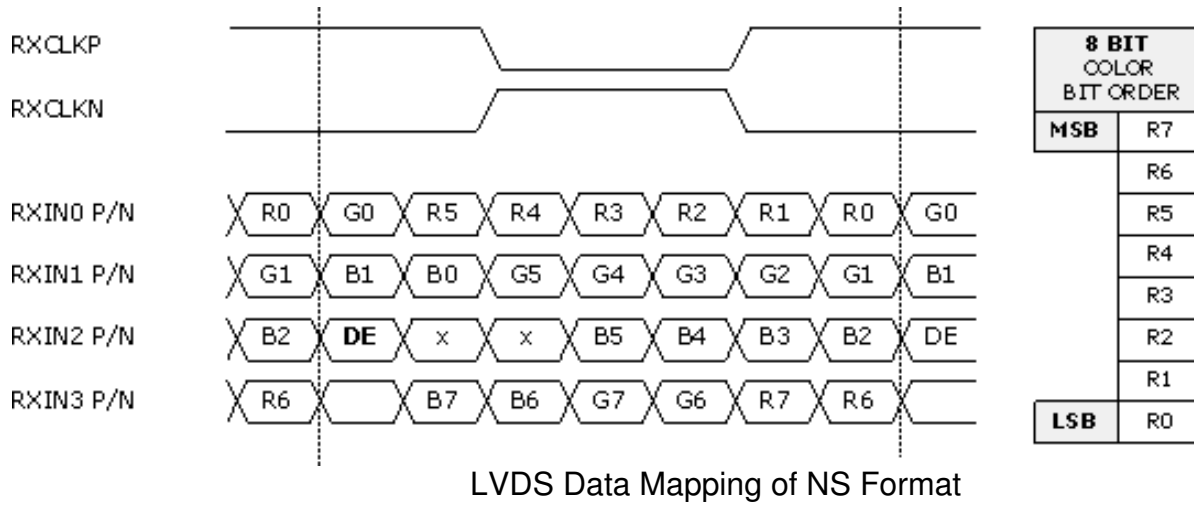 RXCLKP
RXCLKN
RXIN0 P/N R0 G0 R5 R4 R3 R2 R1 R0 G0
RXIN1 P/N G1 B1 B0 G5 G4 G3 G2 G1 B1
RXIN2 P/N B2 DE x x B5 B4 B3 B2 DE
RXIN3 P/N R6 B7 B6 G7 G6 R7 R6
8 BIT
COLOR
BIT ORDER
MSB R7
R6
R5
R4
R3
R2
R1
LSB R0
LVDS Data Mapping of NS Format